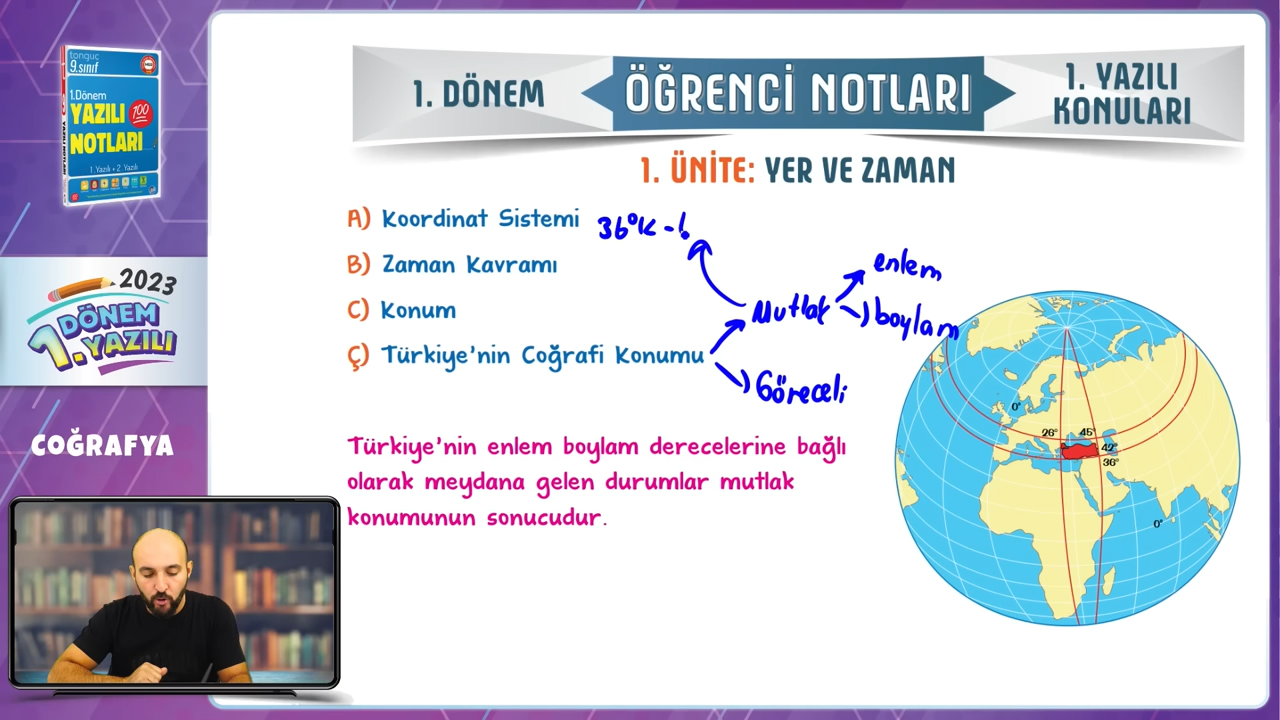 tonguç
9.sınıf
1.Dönem
YAZILI
100
NOTLARI
1.Yazılı + 2.Yazılı
2023
1. DÖNEM
YAZILI
COĞRAFYA
1. DÖNEM
ÖĞRENCİ NOTLARI
1. YAZILI
KONULARI
1. ÜNİTE: YER VE ZAMAN
A) Koordinat Sistemi
36°K -
B) Zaman Kavramı
C) Konum
Ç) Türkiye'nin Coğrafi Konumu
Mutlak
enlem
boylam
Göreceli
Türkiye'nin enlem boylam derecelerine bağlı
olarak meydana gelen durumlar mutlak
konumunun sonucudur.
0°
26°
45°
42°
36°
0°